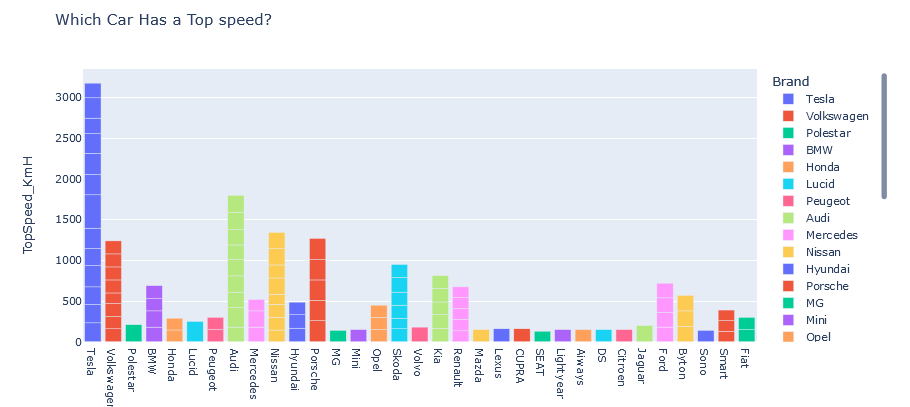 Which Car Has a Top speed?
TopSpeed_KmH
3000
2500
2000
1500
1000
500
0
Tesla
Volkswagen
Polestar
BMW
Honda
Lucid
Peugeot
Audi
Mercedes
Nissan
Hyundai
Porsche
MG
Mini
Opel
Skoda
Volvo
Kia
Renault
Mazda
Lexus
CUPRA
SEAT
Lightyear
Aiways
DS
Citroen
Jaguar
Ford
Byton
Sono
Smart
Fiat
Brand
Tesla
Volkswagen
Polestar
BMW
Honda
Lucid
Peugeot
Audi
Mercedes
Nissan
Hyundai
Porsche
MG
Mini
Opel